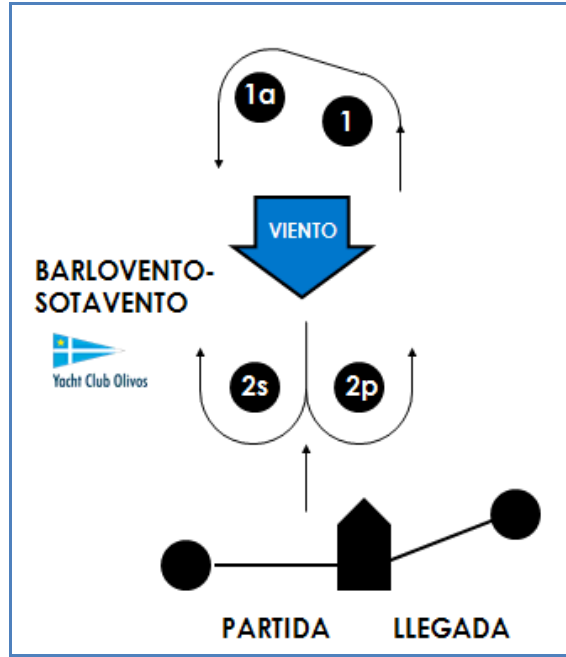 1a
1
VIENTO
BARLOVENTO-
SOTAVENTO
Yacht Club Olivos
2s
2p
PARTIDA
LLEGADA